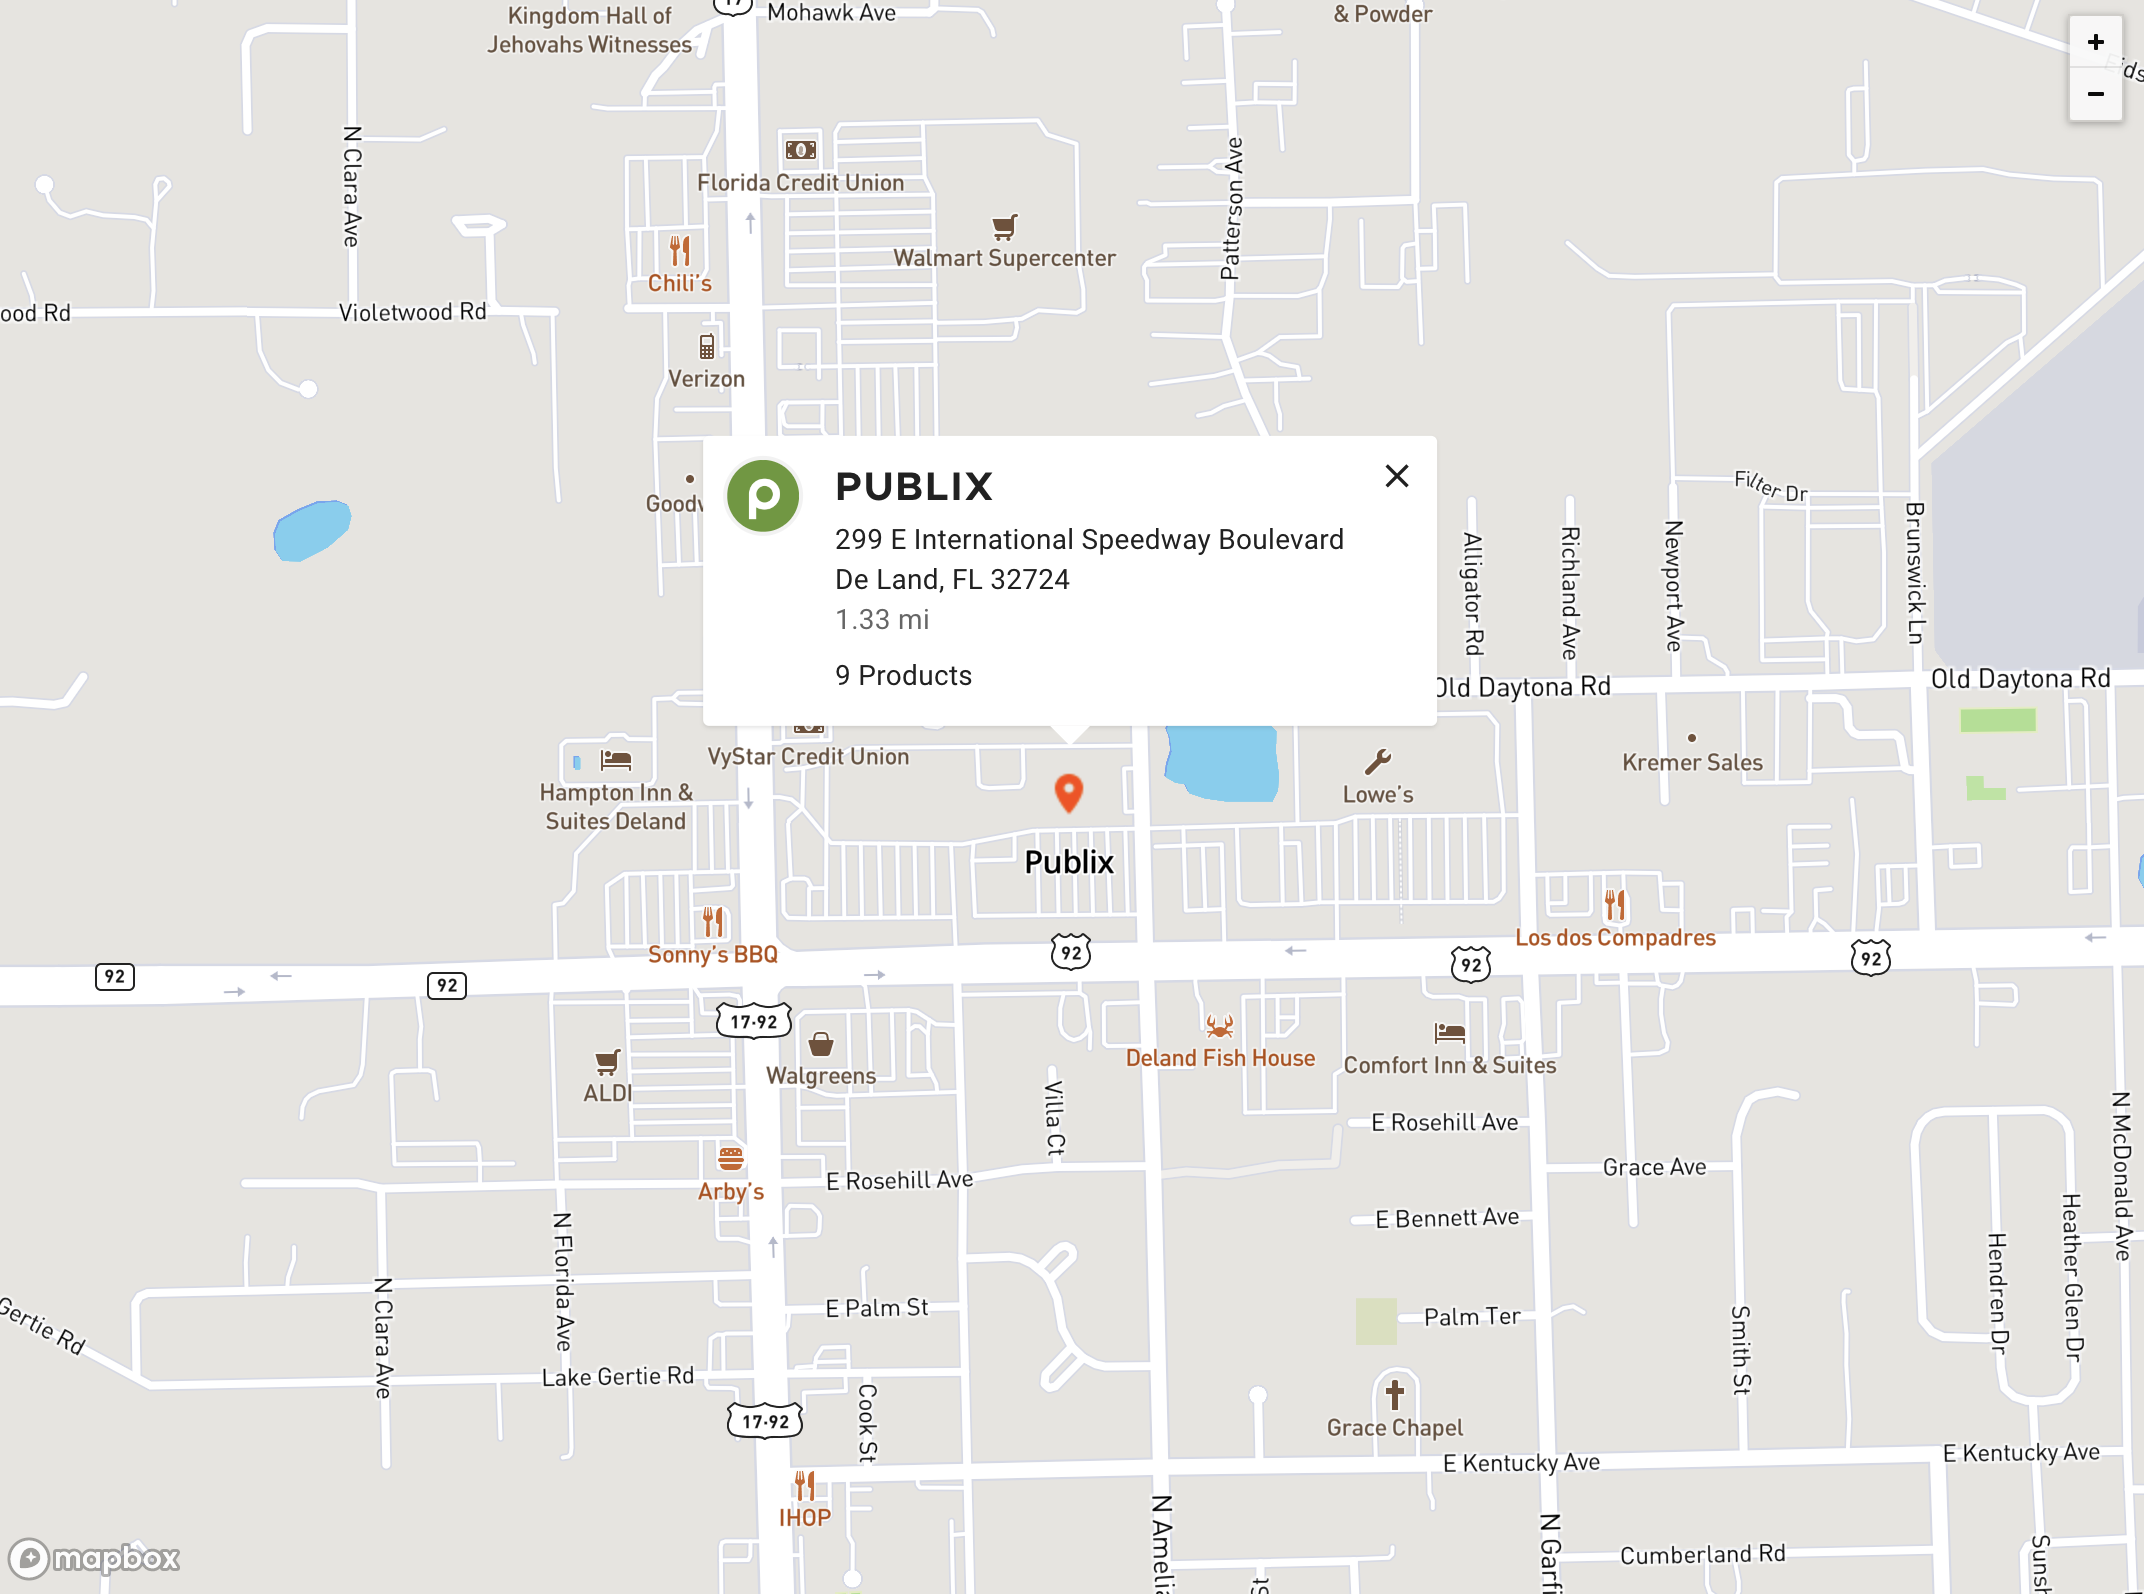 17
Mohawk Ave
Kingdom Hall of
Jehovahs Witnesses
& Powder
+
−
N Clara Ave
Florida Credit Union
Patterson Ave
Walmart Supercenter
Chili's
ood Rd
Violetwood Rd
Verizon
Filter Dr
PUBLIX
299 E International Speedway Boulevard
De Land, FL 32724
1.33 mi
9 Products
Alligator Rd
Richland Ave
Newport Ave
Brunswick Ln
Old Daytona Rd
Old Daytona Rd
VyStar Credit Union
Kremer Sales
Hampton Inn &
Suites Deland
Lowe's
Publix
Sonny's BBQ
Los dos Compadres
92
92
92
92
92
17·92
Walgreens
ALDI
Deland Fish House
Comfort Inn & Suites
Villa Ct
E Rosehill Ave
N McDonald Ave
Arby's
E Rosehill Ave
Grace Ave
E Bennett Ave
N Florida Ave
N Clara Ave
Heather Glen Dr
Hendren Dr
Gertie Rd
E Palm St
Palm Ter
Smith St
Lake Gertie Rd
Cook St
17·92
Grace Chapel
E Kentucky Ave
E Kentucky Ave
IHOP
N Amelia
N Garfi
Cumberland Rd
Sunsh
St
mapbox